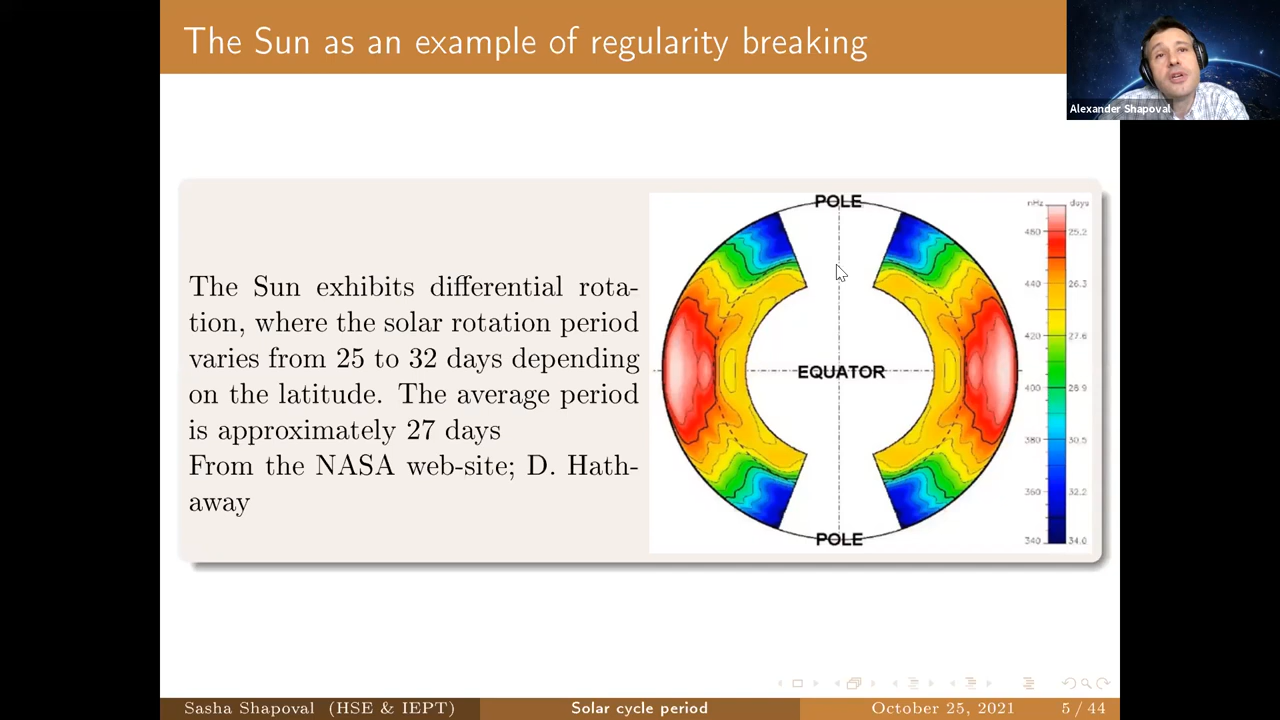 The Sun as an example of regularity breaking
Alexander Shapoval
The Sun exhibits differential rota-
tion, where the solar rotation period
varies from 25 to 32 days depending
on the latitude. The average period
is approximately 27 days
From the NASA web-site; D. Hath-
away
POLE
EQUATOR
POLE
nHz days
460 25.2
440 26.3
420 27.6
400 28.9
380 30.5
360 32.2
340 34.0
Sasha Shapoval (HSE & IEPT) Solar cycle period October 25, 2021 5 / 44